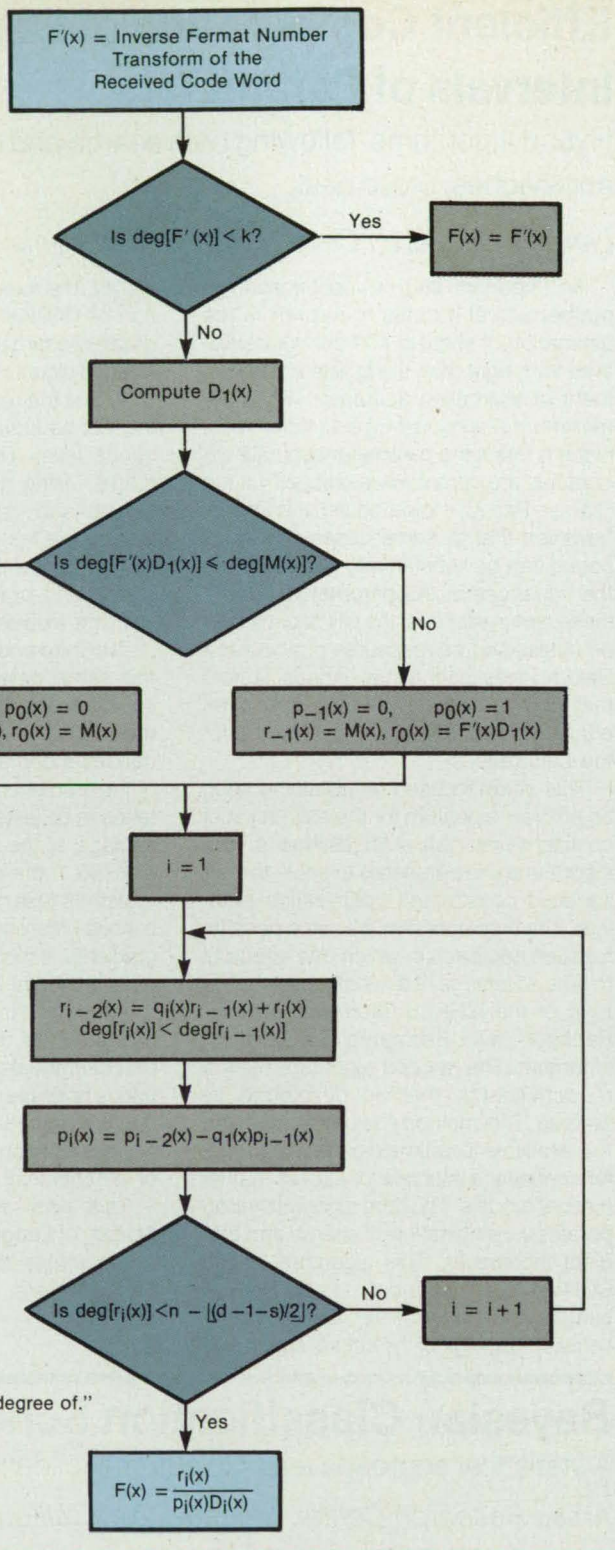 F′(x) = Inverse Fermat Number
Transform of the
Received Code Word
Is deg[F′(x)] < k?
Yes
F(x) = F′(x)
No
Compute D₁(x)
Is deg[F′(x)D₁(x)] ⩽ deg[M(x)]?
No
p₀(x) = 0
), r₀(x) = M(x)
p₋₁(x) = 0, p₀(x) = 1
r₋₁(x) = M(x), r₀(x) = F′(x)D₁(x)
i = 1
rᵢ₋₂(x) = qᵢ(x)rᵢ₋₁(x) + rᵢ(x)
deg[rᵢ(x)] < deg[rᵢ₋₁(x)]
pᵢ(x) = pᵢ₋₂(x) − q₁(x)pᵢ₋₁(x)
Is deg[rᵢ(x)] < n − ⌊(d − 1 − s)/2⌋?
No
i = i + 1
degree of."
Yes
F(x) = rᵢ(x)
pᵢ(x)Dᵢ(x)